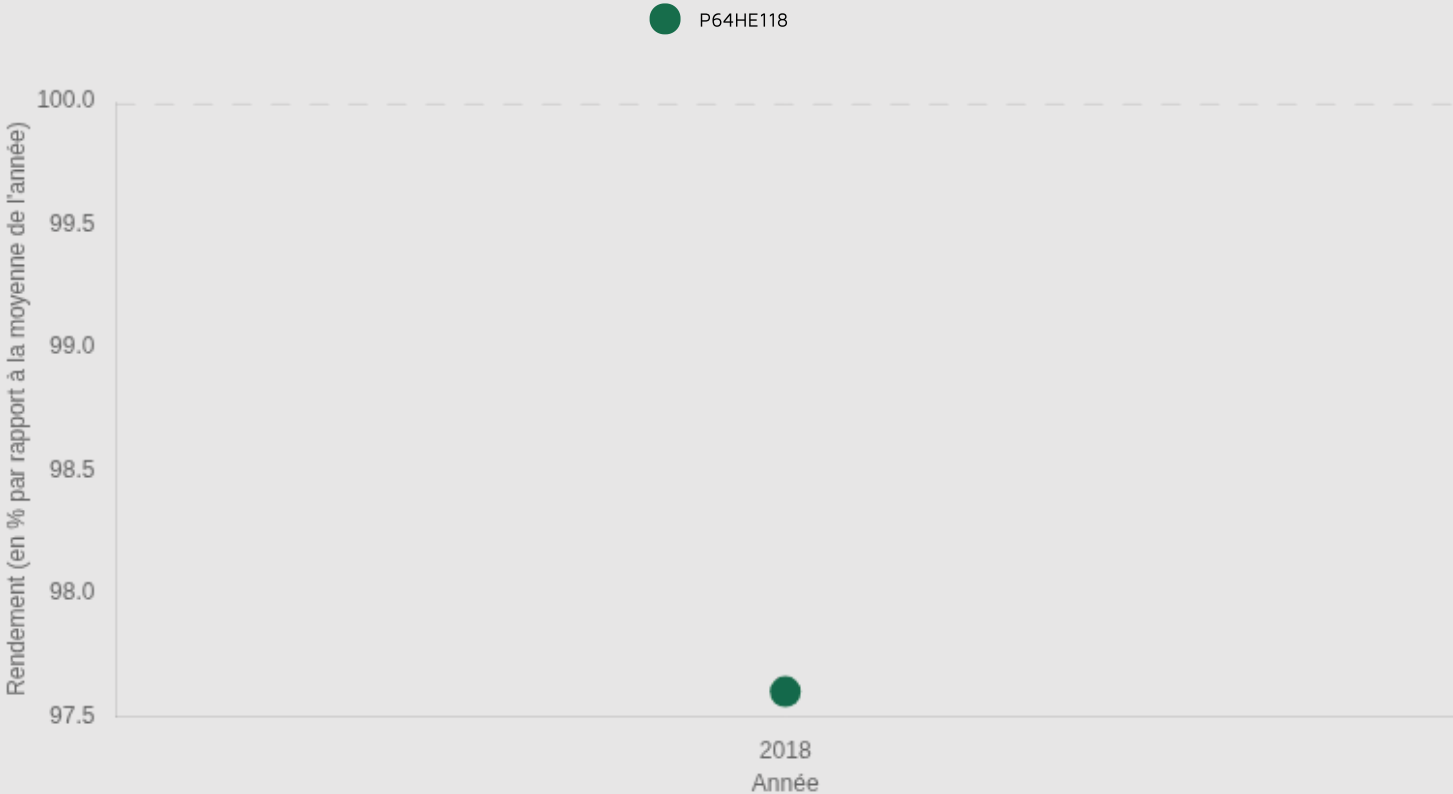 P64HE118
100.0
99.5
99.0
98.5
98.0
97.5
Rendement (en % par rapport à la moyenne de l'année)
2018
Année